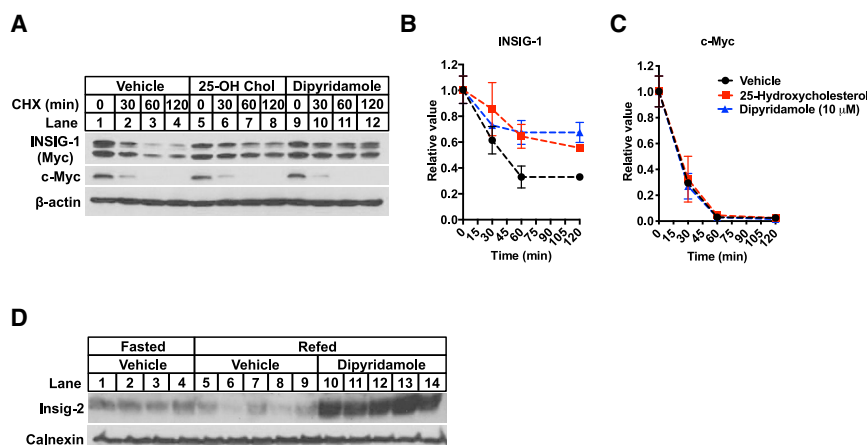 A
Vehicle 25-OH Chol Dipyridamole
CHX (min) 0 30 60 120 0 30 60 120 0 30 60 120
Lane 1 2 3 4 5 6 7 8 9 10 11 12
INSIG-1
(Myc)
c-Myc
β-actin
B
INSIG-1
Relative value
1.2
1.0
0.8
0.6
0.4
0.2
0.0
0 15 30 45 60 75 90 105 120
Time (min)
C
c-Myc
Relative value
1.2
1.0
0.8
0.6
0.4
0.2
0.0
0 15 30 45 60 75 90 105 120
Time (min)
Vehicle
25-Hydroxycholesterol
Dipyridamole (10 μM)
D
Fasted Refed
Vehicle Vehicle Dipyridamole
Lane 1 2 3 4 5 6 7 8 9 10 11 12 13 14
Insig-2
Calnexin